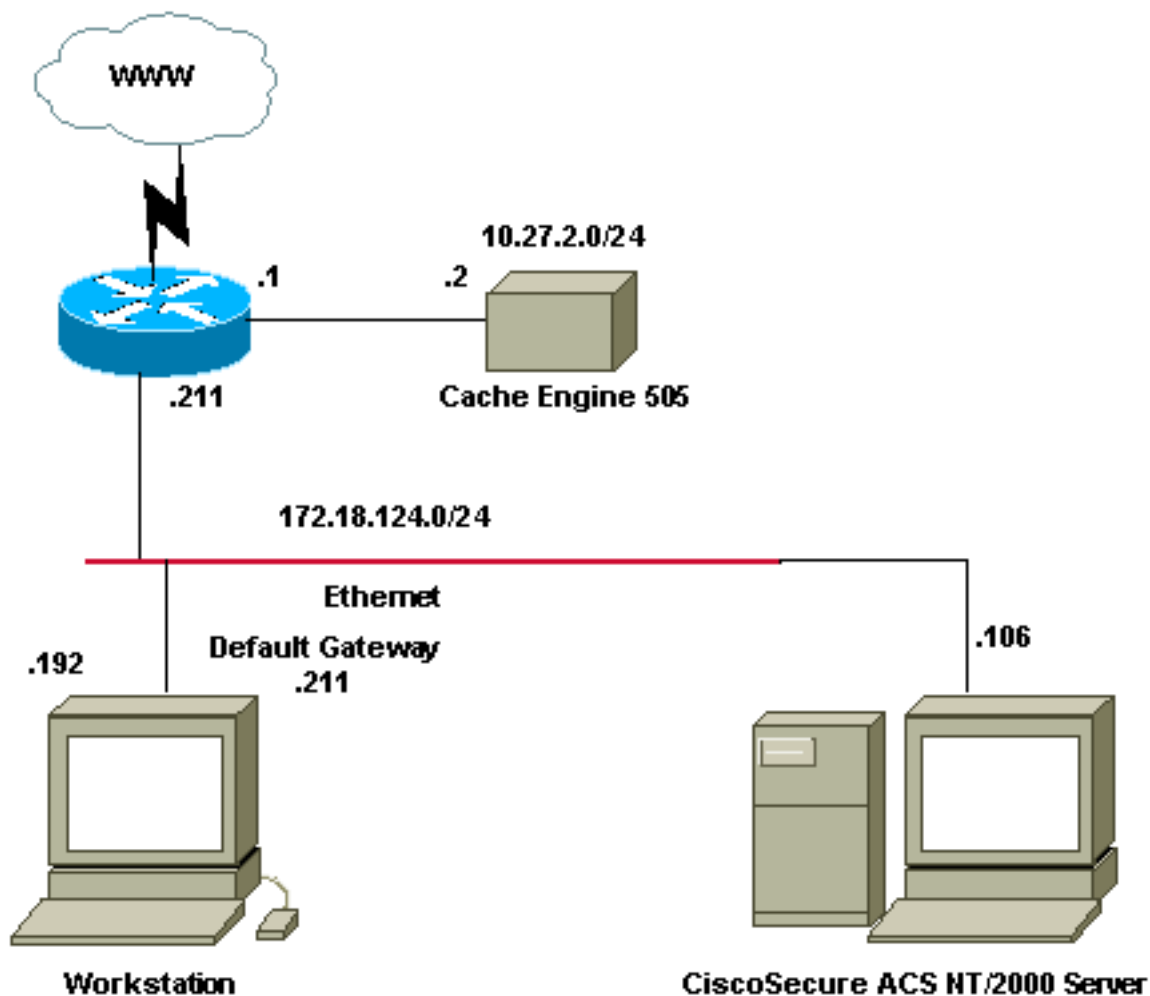 WWW
10.27.2.0/24
.1
.2
Cache Engine 505
.211
172.18.124.0/24
Ethernet
Default Gateway
.211
.192
.106
Workstation
CiscoSecure ACS NT/2000 Server